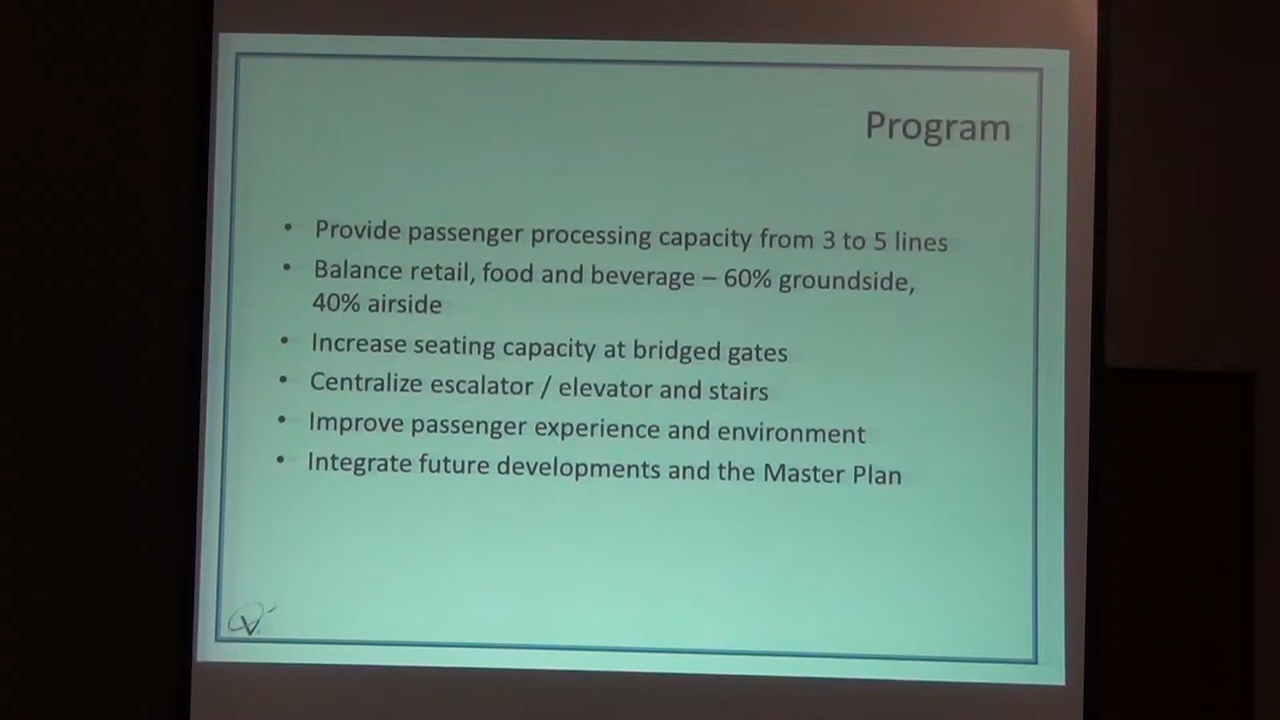 Program
• Provide passenger processing capacity from 3 to 5 lines
• Balance retail, food and beverage – 60% groundside,
40% airside
• Increase seating capacity at bridged gates
• Centralize escalator / elevator and stairs
• Improve passenger experience and environment
• Integrate future developments and the Master Plan